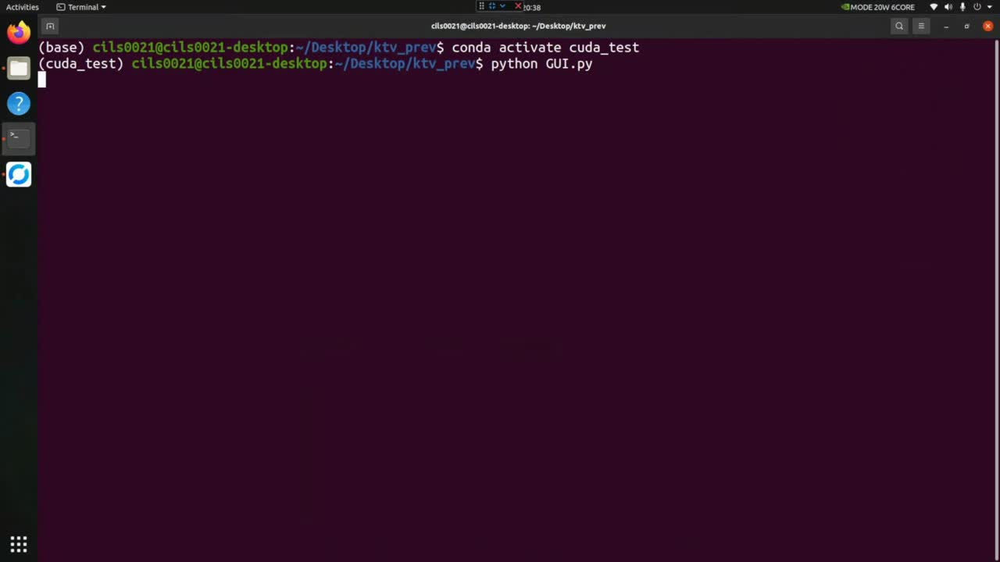 Activities
Terminal
20:38
MODE 20W 6CORE
cils0021@cils0021-desktop: ~/Desktop/ktv_prev
(base) cils0021@cils0021-desktop:~/Desktop/ktv_prev$ conda activate cuda_test
(cuda_test) cils0021@cils0021-desktop:~/Desktop/ktv_prev$ python GUI.py